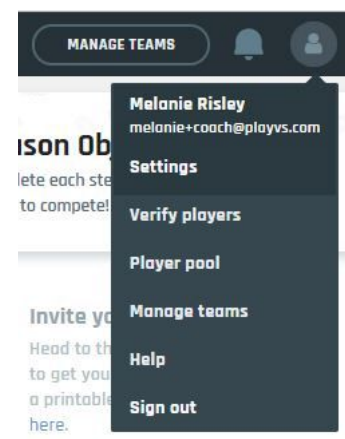 MANAGE TEAMS
Melanie Risley
melanie+coach@playvs.com
Settings
Verify players
Player pool
Manage teams
Help
Sign out
ason Ob
lete each ste
to compete!
Invite yo
Head to th
to get you
a printable
here.